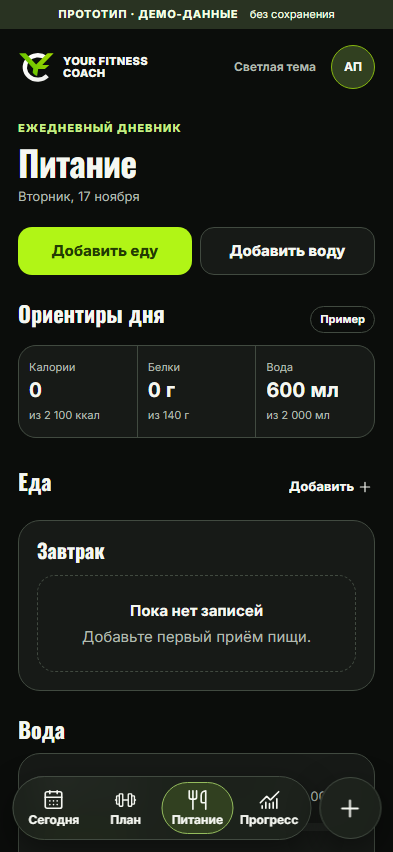 ПРОТОТИП · ДЕМО-ДАННЫЕ без сохранения
YOUR FITNESS
COACH
Светлая тема
АП
ЕЖЕДНЕВНЫЙ ДНЕВНИК
Питание
Вторник, 17 ноября
Добавить еду
Добавить воду
Ориентиры дня
Пример
Калории
0
из 2 100 ккал
Белки
0 г
из 140 г
Вода
600 мл
из 2 000 мл
Еда
Добавить +
Завтрак
Пока нет записей
Добавьте первый приём пищи.
Вода
Сегодня
План
Питание
Прогресс
+